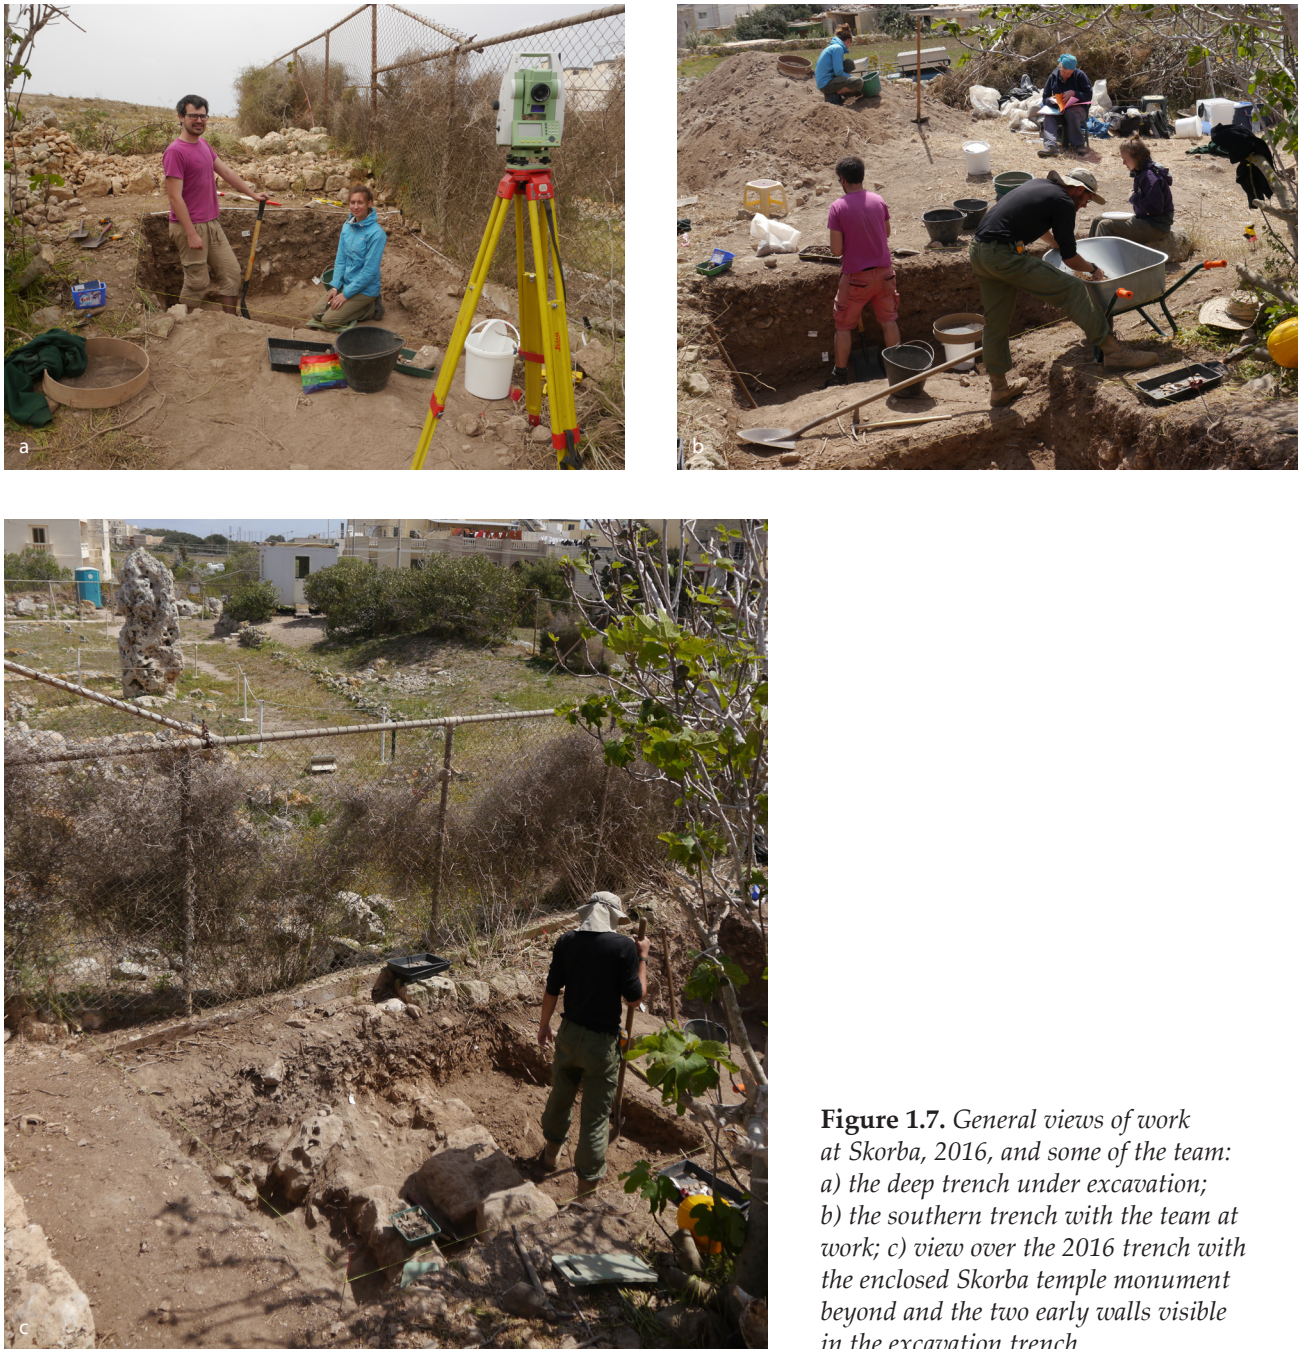 a
b
c
Figure 1.7. General views of work
at Skorba, 2016, and some of the team:
a) the deep trench under excavation;
b) the southern trench with the team at
work; c) view over the 2016 trench with
the enclosed Skorba temple monument
beyond and the two early walls visible
in the excavation trench